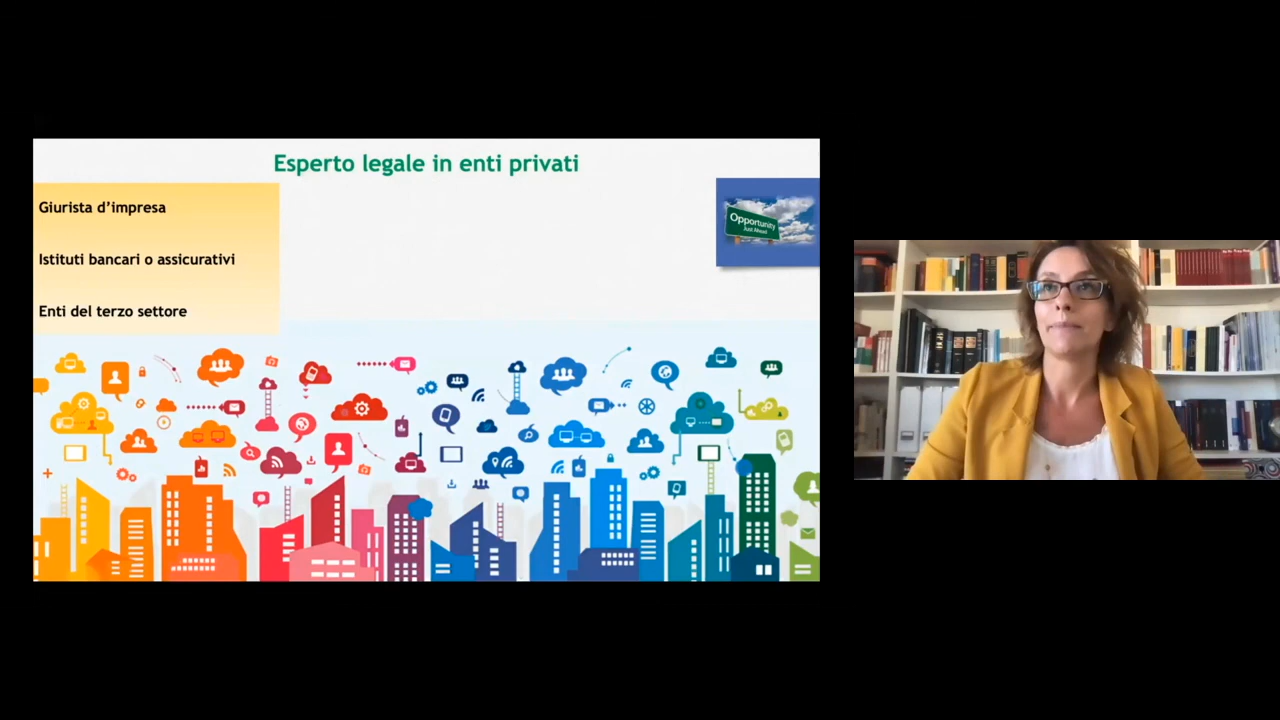 Esperto legale in enti privati
Giurista d'impresa
Istituti bancari o assicurativi
Enti del terzo settore
Opportunity
Just Ahead